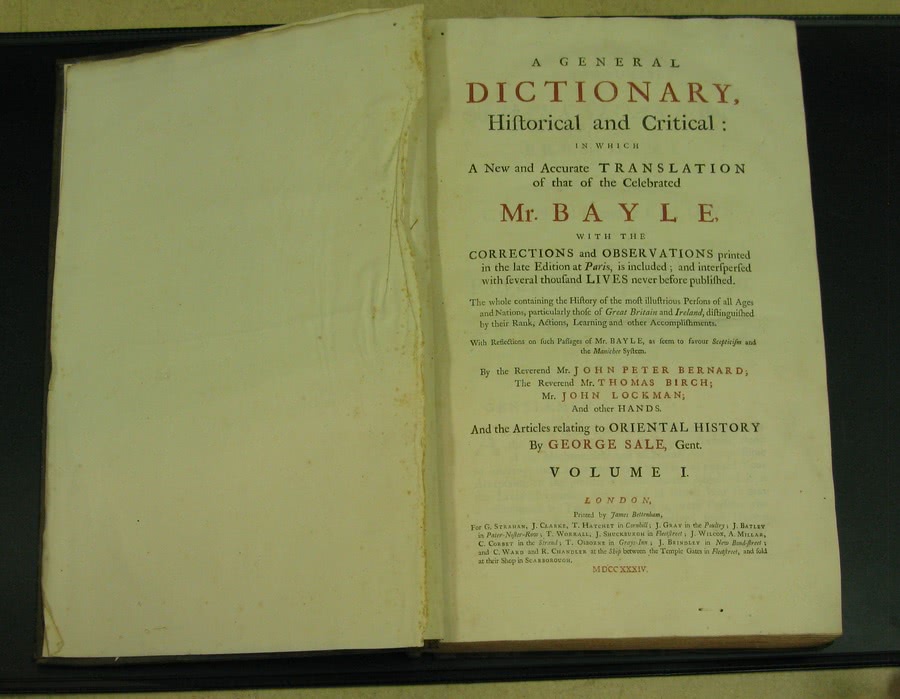 A GENERAL
DICTIONARY,
Hiſtorical and Critical:
IN WHICH
A New and Accurate TRANSLATION
of that of the Celebrated
Mr. BAYLE,
WITH THE
CORRECTIONS and OBSERVATIONS printed
in the late Edition at Paris, is included; and interſperſed
with ſeveral thouſand LIVES never before publiſhed.
The whole containing the Hiſtory of the moſt illuſtrious Perſons of all Ages
and Nations, particularly thoſe of Great Britain and Ireland, diſtinguiſhed
by their Rank, Actions, Learning and other Accompliſhments.
With Reflections on ſuch Paſſages of Mr. BAYLE, as ſeem to favour Scepticiſm and
the Manichee Syſtem.
By the Reverend Mr. JOHN PETER BERNARD;
The Reverend Mr. THOMAS BIRCH;
Mr. JOHN LOCKMAN;
And other HANDS.
And the Articles relating to ORIENTAL HISTORY
By GEORGE SALE, Gent.
VOLUME I.
LONDON,
Printed by James Bettenham,
For G. STRAHAN, J. CLARKE, T. HATCHET in Cornhill; J. GRAY in the Poultry; J. BATLEY
in Pater-Noſter-Row; T. WORRALL, J. SHUCKBURGH in Fleetſtreet; J. WILCOX, A. MILLAR,
C. CORBET in the Strand; T. OSBORNE in Grays-Inn; J. BRINDLEY in New Bond-ſtreet;
and C. WARD and R. CHANDLER at the Ship between the Temple Gates in Fleetſtreet, and ſold
at their Shop in SCARBOROUGH.
MDCCXXXIV.